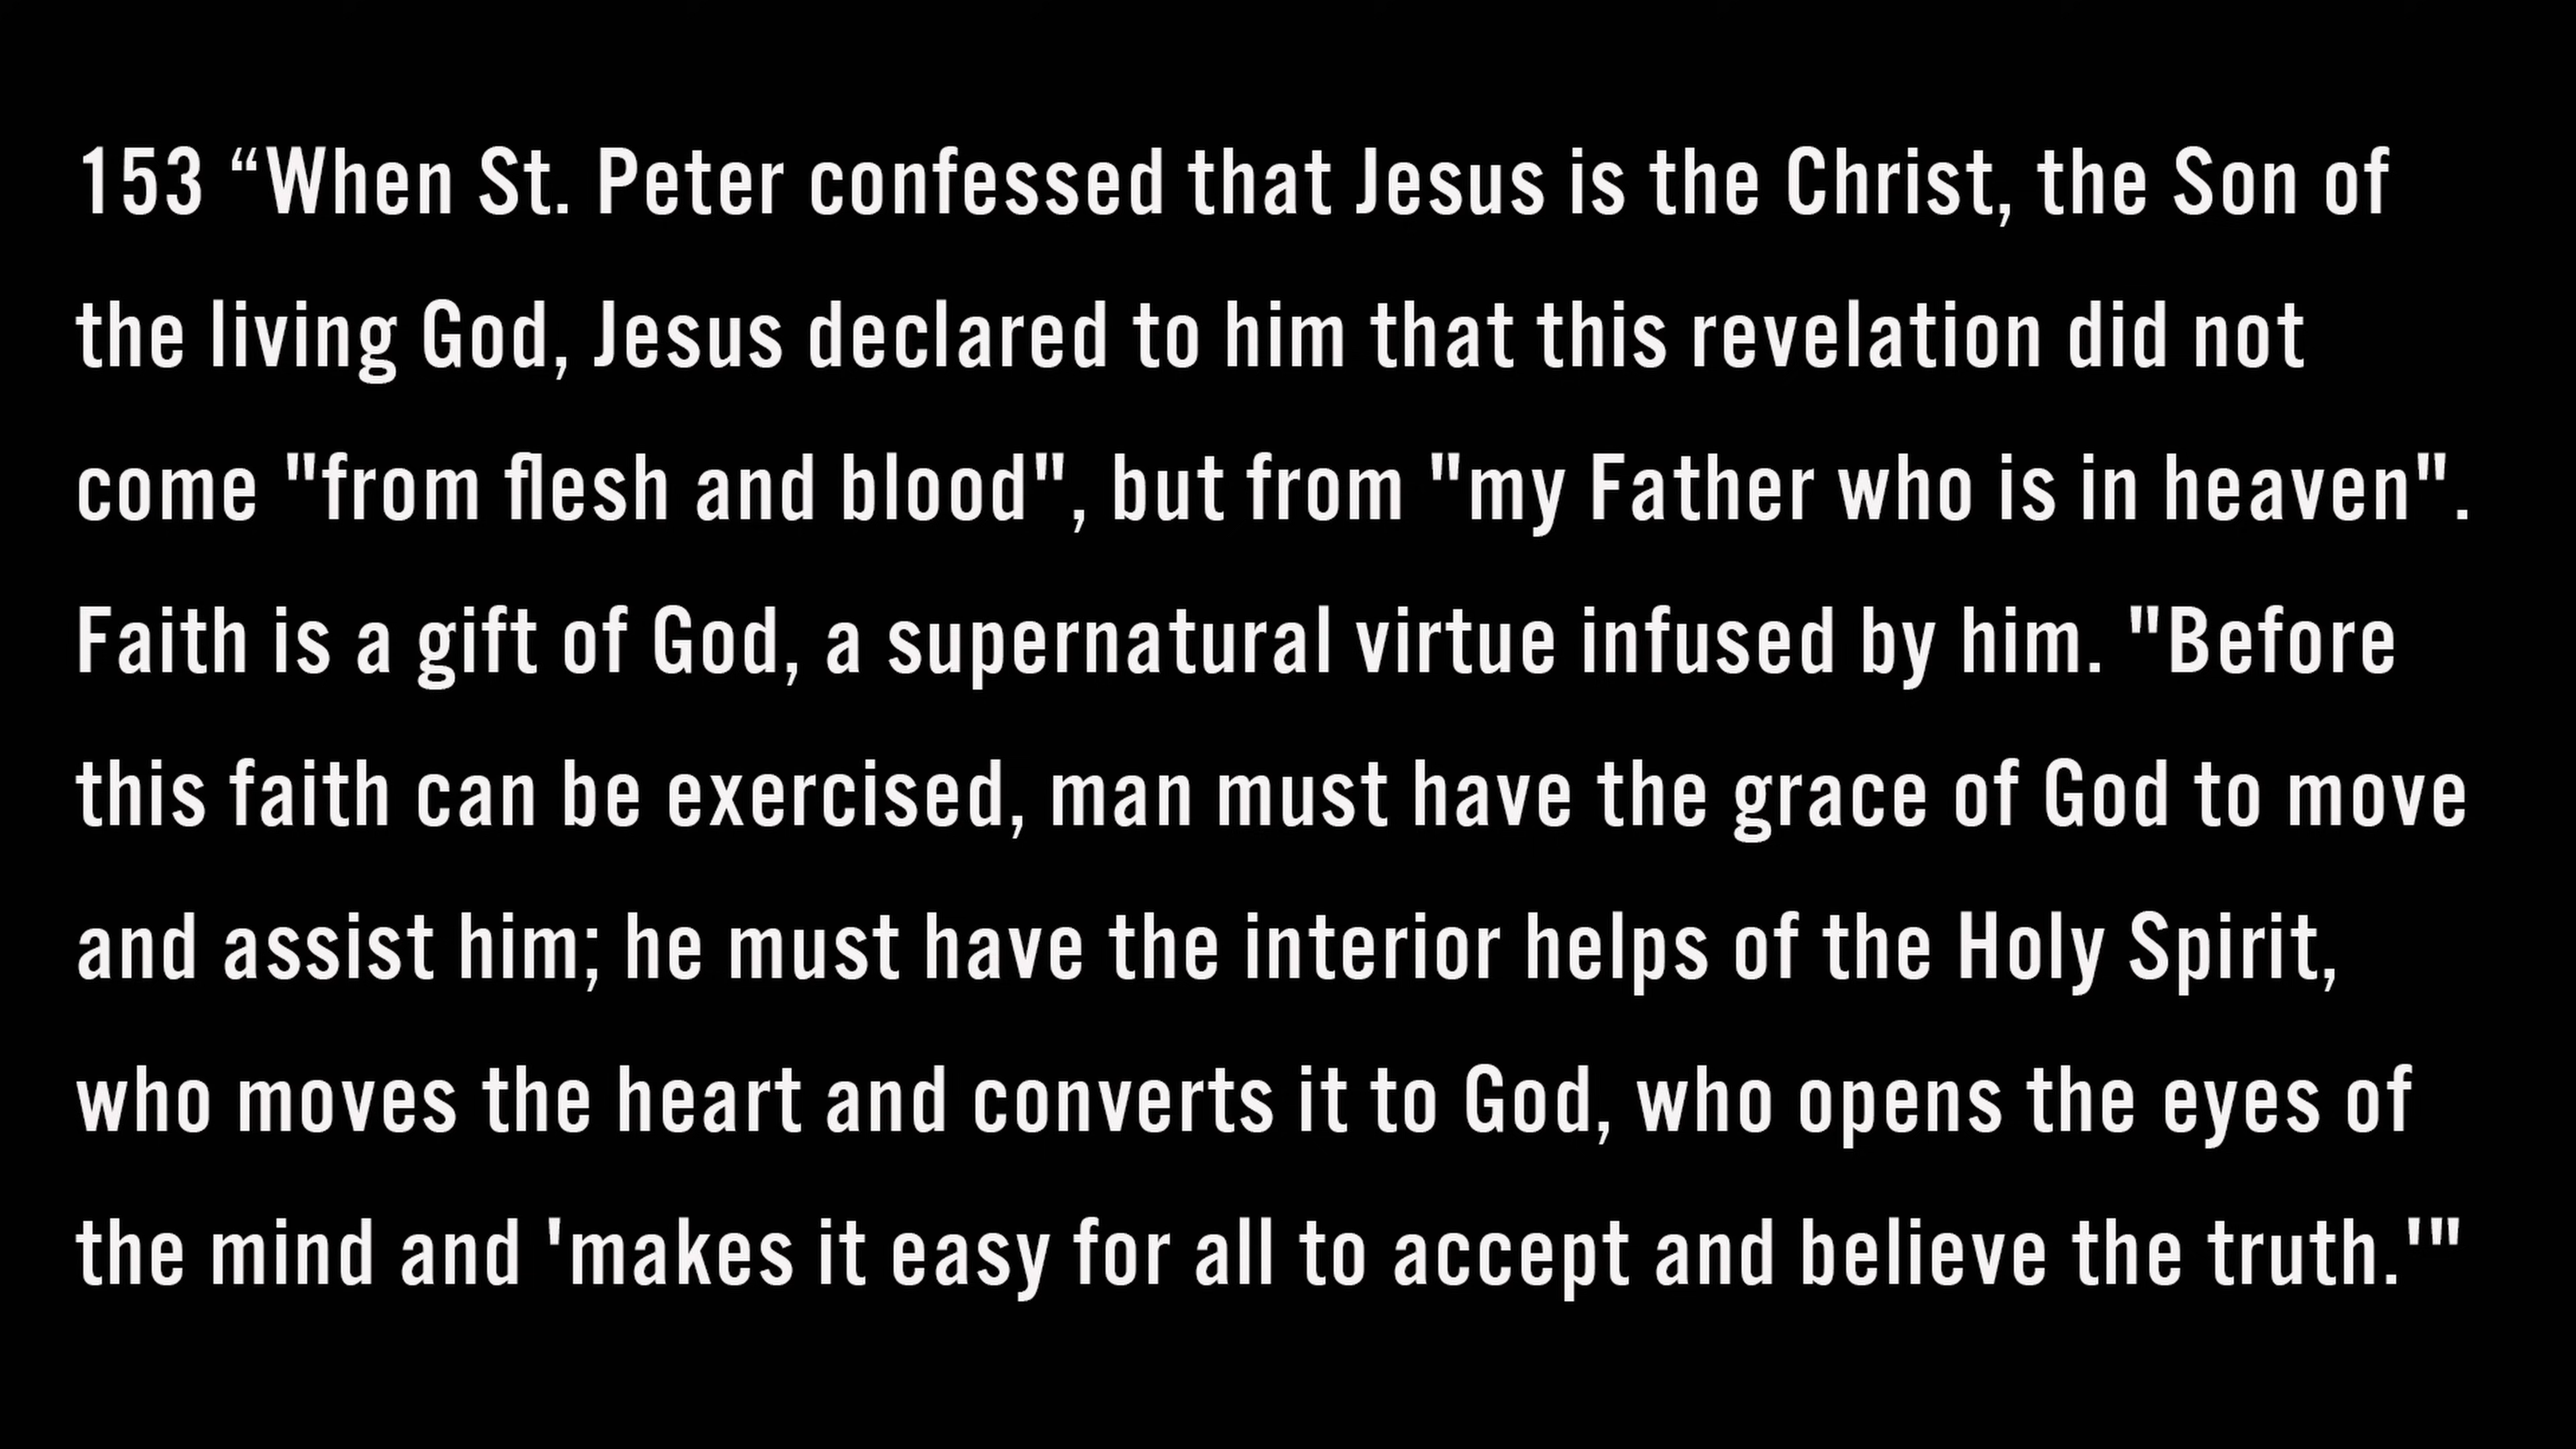 153 “When St. Peter confessed that Jesus is the Christ, the Son of
the living God, Jesus declared to him that this revelation did not
come "from flesh and blood", but from "my Father who is in heaven".
Faith is a gift of God, a supernatural virtue infused by him. "Before
this faith can be exercised, man must have the grace of God to move
and assist him; he must have the interior helps of the Holy Spirit,
who moves the heart and converts it to God, who opens the eyes of
the mind and 'makes it easy for all to accept and believe the truth.'"